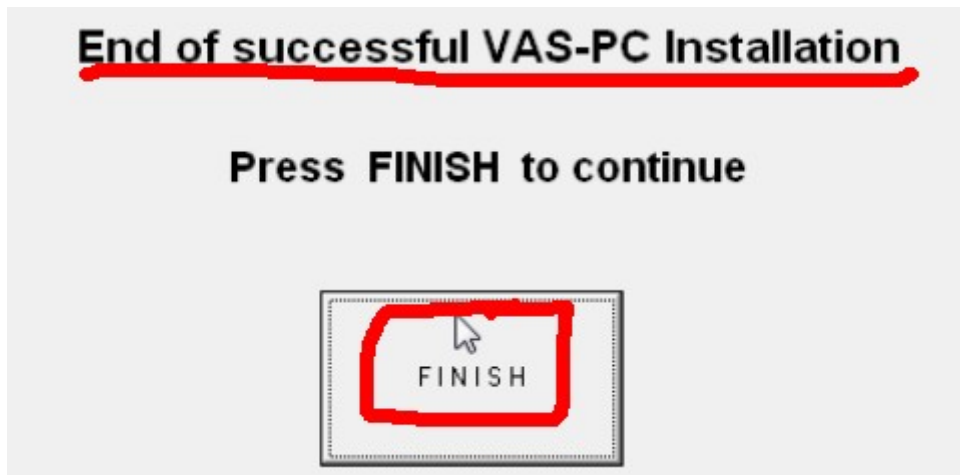 End of successful VAS-PC Installation
Press FINISH to continue
FINISH